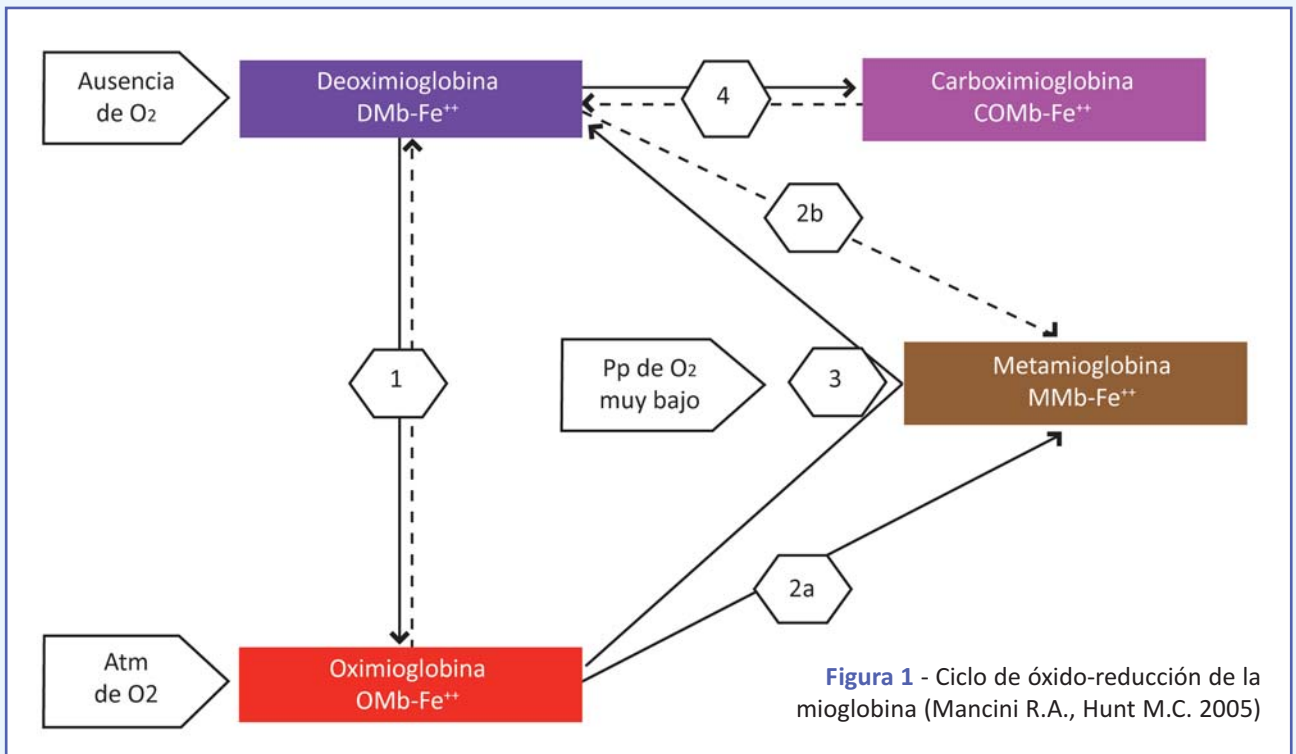 Ausencia
de O2
Deoximioglobina
DMb-Fe⁺⁺
4
Carboximioglobina
COMb-Fe⁺⁺
2b
1
Pp de O2
muy bajo
3
Metamioglobina
MMb-Fe⁺⁺
2a
Atm
de O2
Oximioglobina
OMb-Fe⁺⁺
Figura 1 - Ciclo de óxido-reducción de la
mioglobina (Mancini R.A., Hunt M.C. 2005)